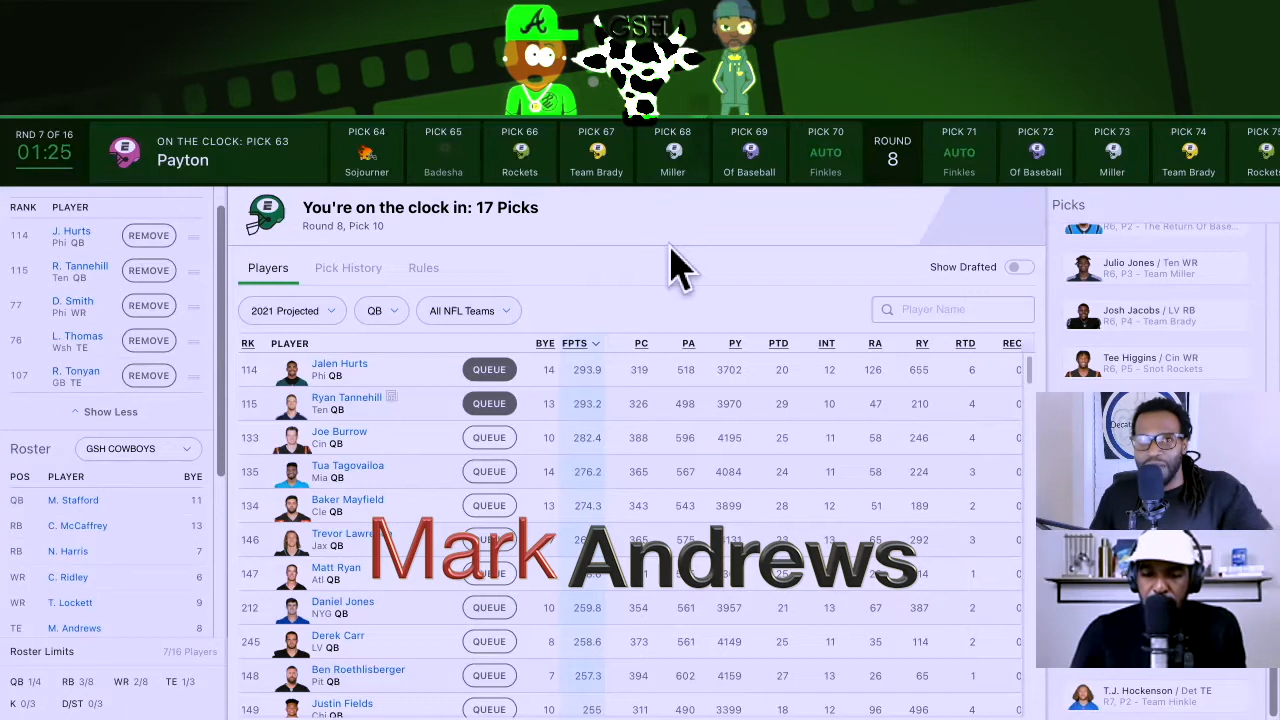 GSH
RND 7 OF 16
01:25
ON THE CLOCK: PICK 63
Payton
PICK 64
Sojourner
PICK 65
Badesha
PICK 66
Rockets
PICK 67
Team Brady
PICK 68
Miller
PICK 69
Of Baseball
PICK 70
AUTO
Finkles
ROUND
8
PICK 71
AUTO
Finkles
PICK 72
Of Baseball
PICK 73
Miller
PICK 74
Team Brady
RANK PLAYER
114 J. Hurts Phi QB REMOVE
115 R. Tannehill Ten QB REMOVE
77 D. Smith Phi WR REMOVE
76 L. Thomas Wsh TE REMOVE
107 R. Tonyan GB TE REMOVE
Show Less
Roster GSH COWBOYS
POS PLAYER BYE
QB M. Stafford 11
RB C. McCaffrey 13
RB N. Harris 7
WR C. Ridley 6
WR T. Lockett 9
TE M. Andrews 8
Roster Limits 7/16 Players
QB 1/4 RB 3/8 WR 2/8 TE 1/3
K 0/3 D/ST 0/3
You're on the clock in: 17 Picks
Round 8, Pick 10
Players Pick History Rules
Show Drafted
2021 Projected QB All NFL Teams Player Name
RK PLAYER BYE FPTS PC PA PY PTD INT RA RY RTD REC
114 Jalen Hurts Phi QB QUEUE 14 293.9 319 518 3702 20 12 126 655 6
115 Ryan Tannehill Ten QB QUEUE 13 293.2 326 498 3970 29 10 47 210 4
133 Joe Burrow Cin QB QUEUE 10 282.4 388 596 4195 25 11 58 246 4
135 Tua Tagovailoa Mia QB QUEUE 14 276.2 365 567 4084 24 11 58 224 3
134 Baker Mayfield Cle QB QUEUE 13 274.3 343 543 3899 28 11 51 189 2
146 Trevor Lawre Jax QB 292 3
147 Matt Ryan Atl QB
Mark Andrews
212 Daniel Jones NYG QB QUEUE 10 259.8 354 561 3957 21 13 67 387 2
245 Derek Carr LV QB QUEUE 8 258.6 373 561 4149 25 11 35 114 2
148 Ben Roethlisberger Pit QB QUEUE 7 257.3 394 602 4159 27 12 26 65 1
149 Justin Fields Chi QB QUEUE 10 255 311 490 3399 18 12 96 496 4
Picks
R6, P2 - The Return Of Base...
Julio Jones / Ten WR
R6, P3 - Team Miller
Josh Jacobs / LV RB
R6, P4 - Team Brady
Tee Higgins / Cin WR
R6, P5 - Snot Rockets
T.J. Hockenson / Det TE
R7, P2 - Team Hinkie